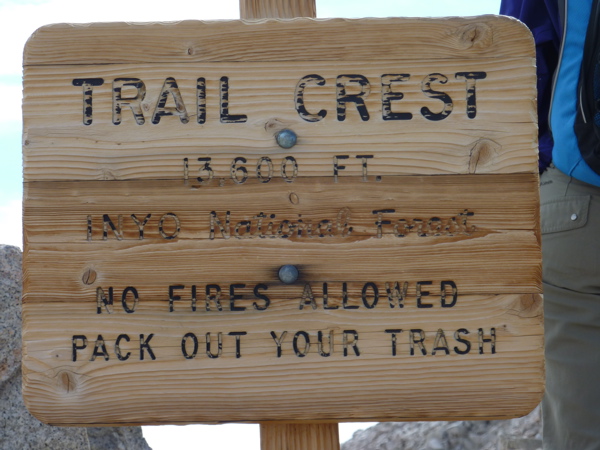 TRAIL CREST
13,600 FT.
INYO National Forest
NO FIRES ALLOWED
PACK OUT YOUR TRASH